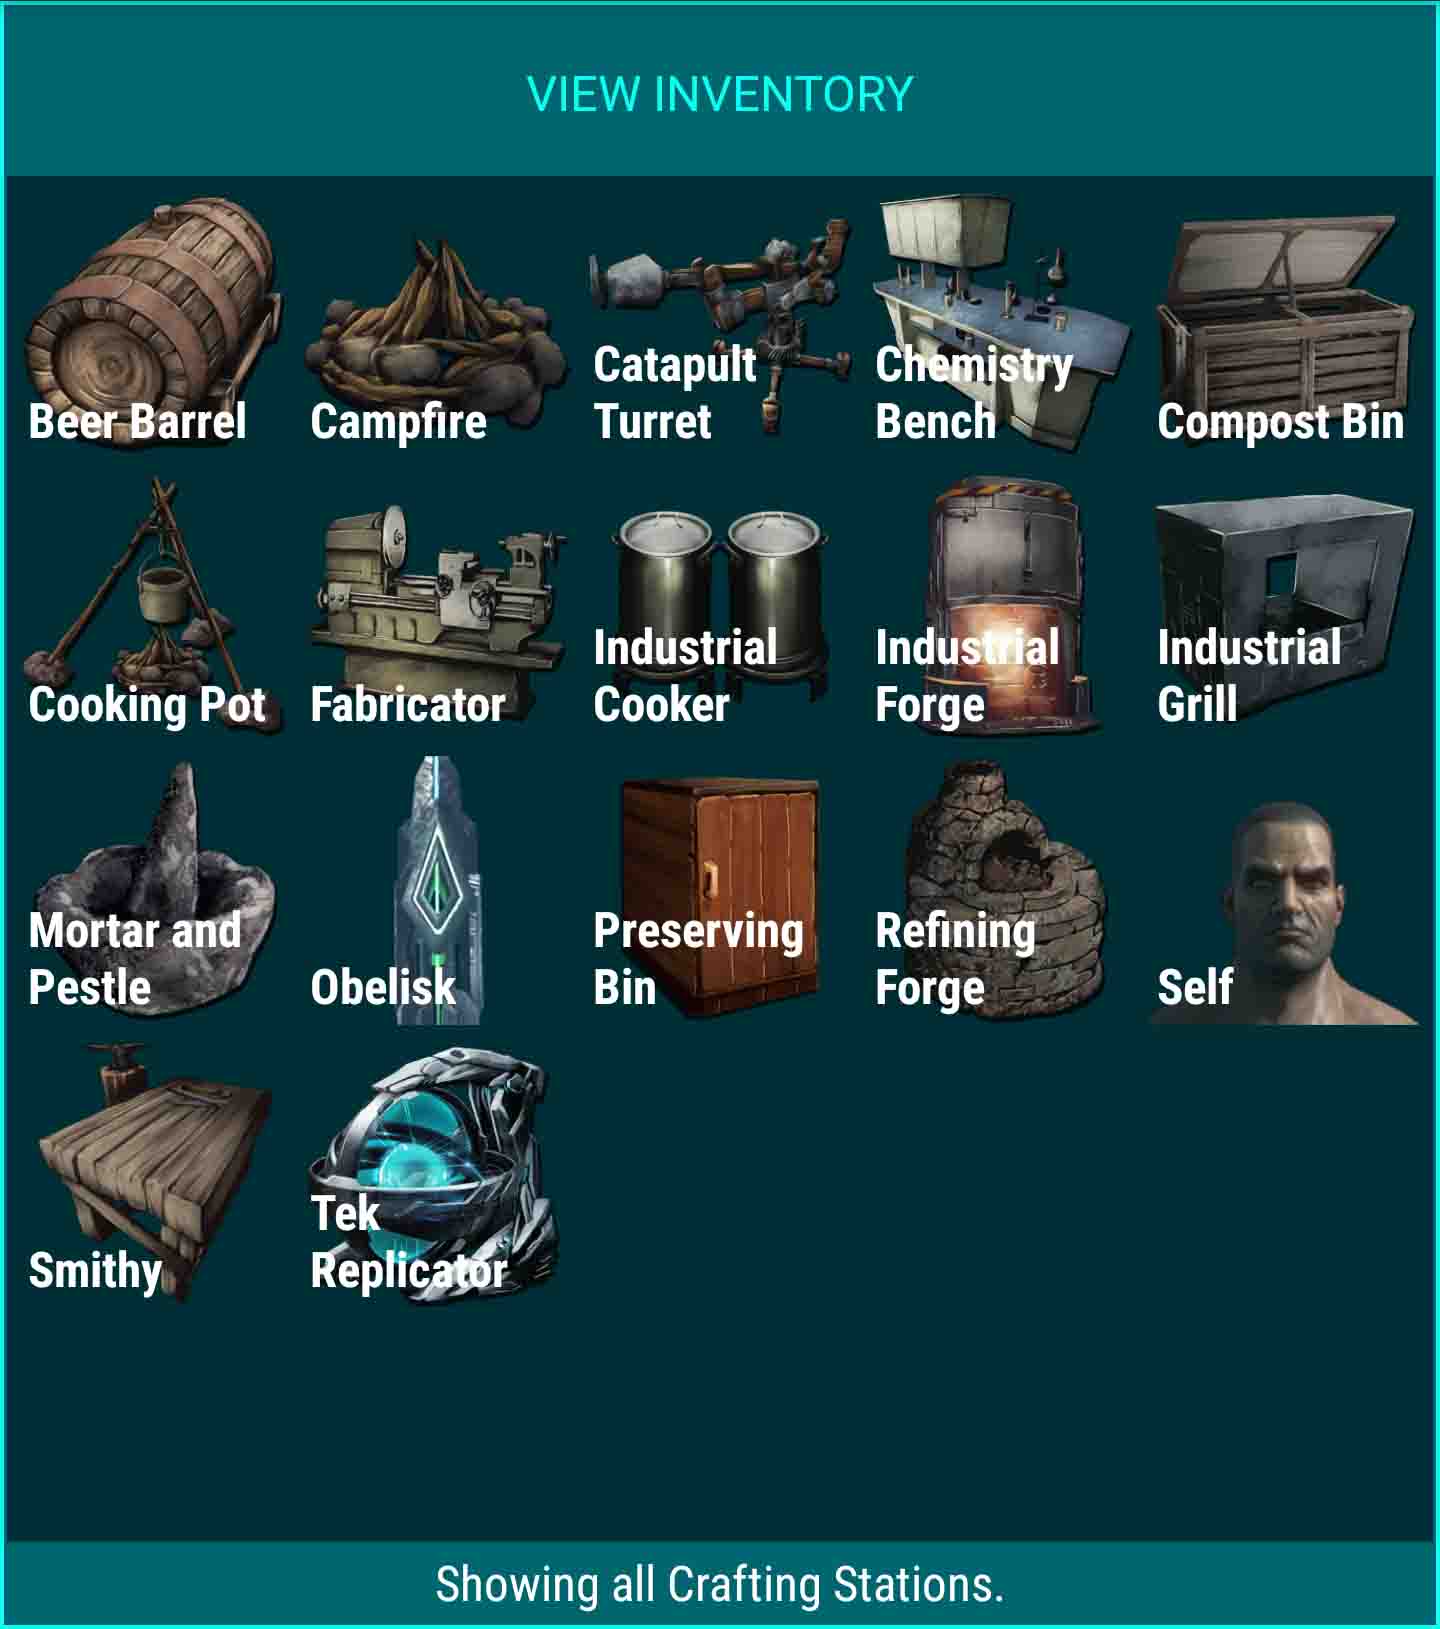 VIEW INVENTORY
Beer Barrel
Campfire
Catapult
Turret
Chemistry
Bench
Compost Bin
Cooking Pot
Fabricator
Industrial
Cooker
Industrial
Forge
Industrial
Grill
Mortar and
Pestle
Obelisk
Preserving
Bin
Refining
Forge
Self
Smithy
Tek
Replicator
Showing all Crafting Stations.